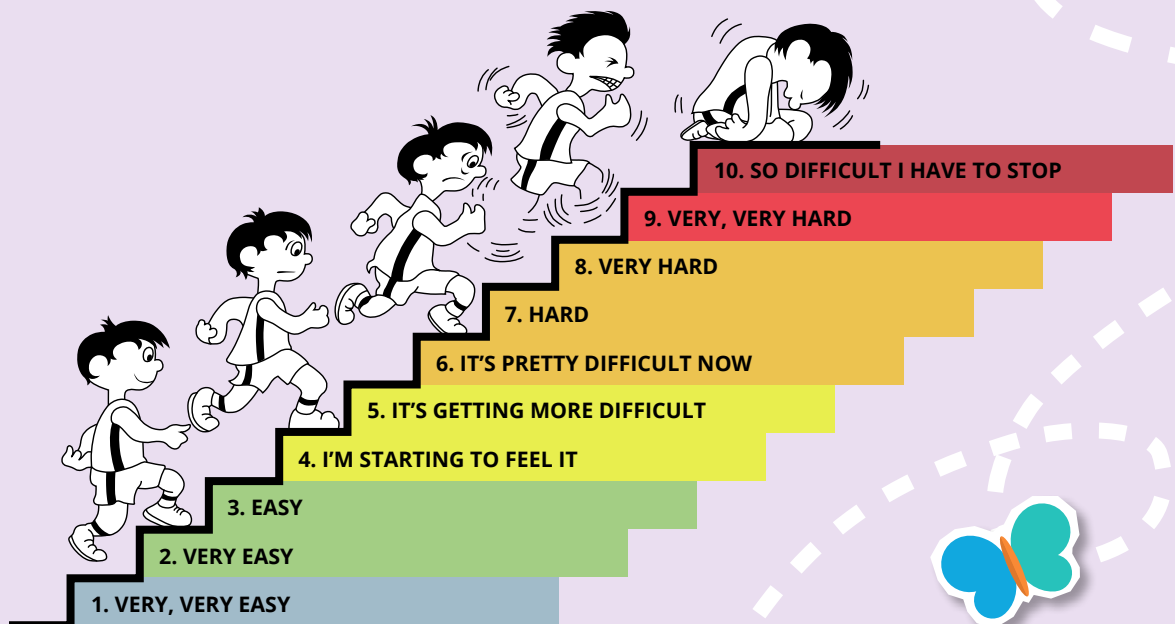 10. SO DIFFICULT I HAVE TO STOP
9. VERY, VERY HARD
8. VERY HARD
7. HARD
6. IT'S PRETTY DIFFICULT NOW
5. IT'S GETTING MORE DIFFICULT
4. I'M STARTING TO FEEL IT
3. EASY
2. VERY EASY
1. VERY, VERY EASY